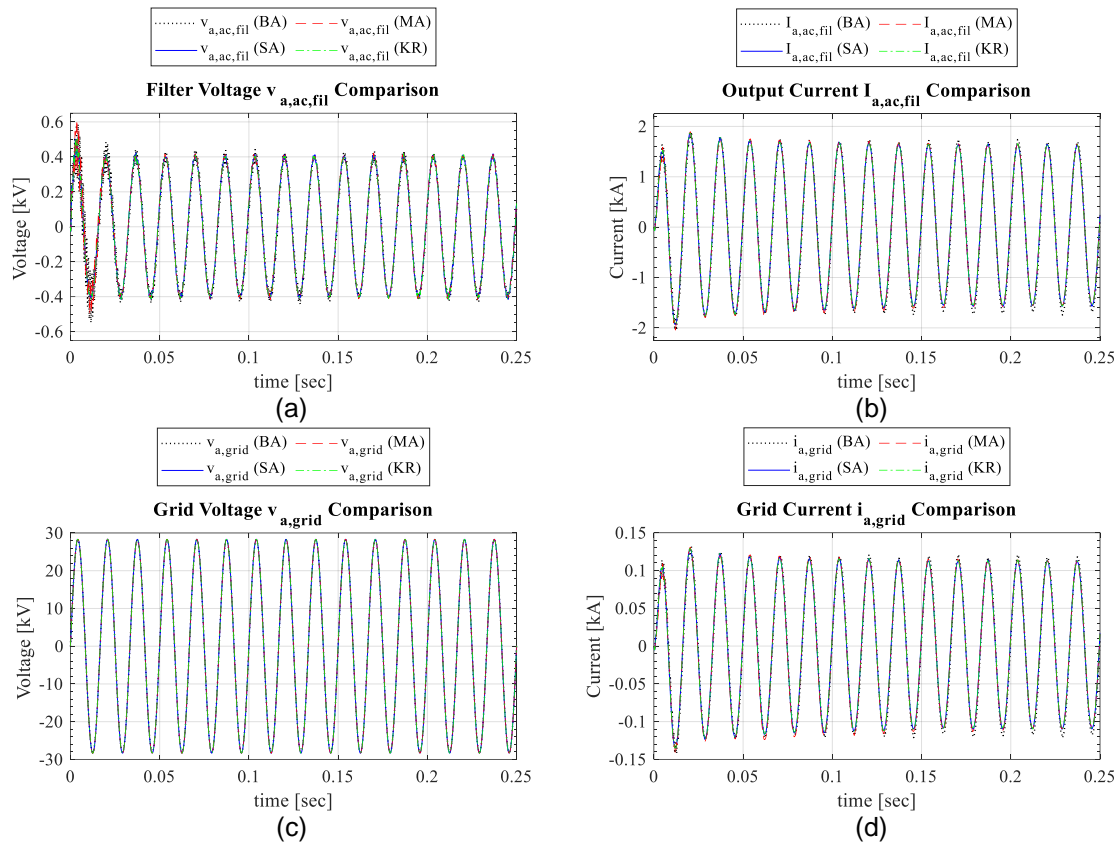 v_a,ac,fil (BA) v_a,ac,fil (MA)
v_a,ac,fil (SA) v_a,ac,fil (KR)
Filter Voltage v_a,ac,fil Comparison
0.6
0.4
0.2
0
-0.2
-0.4
-0.6
Voltage [kV]
0 0.05 0.1 0.15 0.2 0.25
time [sec]
(a)
I_a,ac,fil (BA) I_a,ac,fil (MA)
I_a,ac,fil (SA) I_a,ac,fil (KR)
Output Current I_a,ac,fil Comparison
2
1
0
-1
-2
Current [kA]
0 0.05 0.1 0.15 0.2 0.25
time [sec]
(b)
v_a,grid (BA) v_a,grid (MA)
v_a,grid (SA) v_a,grid (KR)
Grid Voltage v_a,grid Comparison
30
20
10
0
-10
-20
-30
Voltage [kV]
0 0.05 0.1 0.15 0.2 0.25
time [sec]
(c)
i_a,grid (BA) i_a,grid (MA)
i_a,grid (SA) i_a,grid (KR)
Grid Current i_a,grid Comparison
0.15
0.1
0.05
0
-0.05
-0.1
-0.15
Current [kA]
0 0.05 0.1 0.15 0.2 0.25
time [sec]
(d)